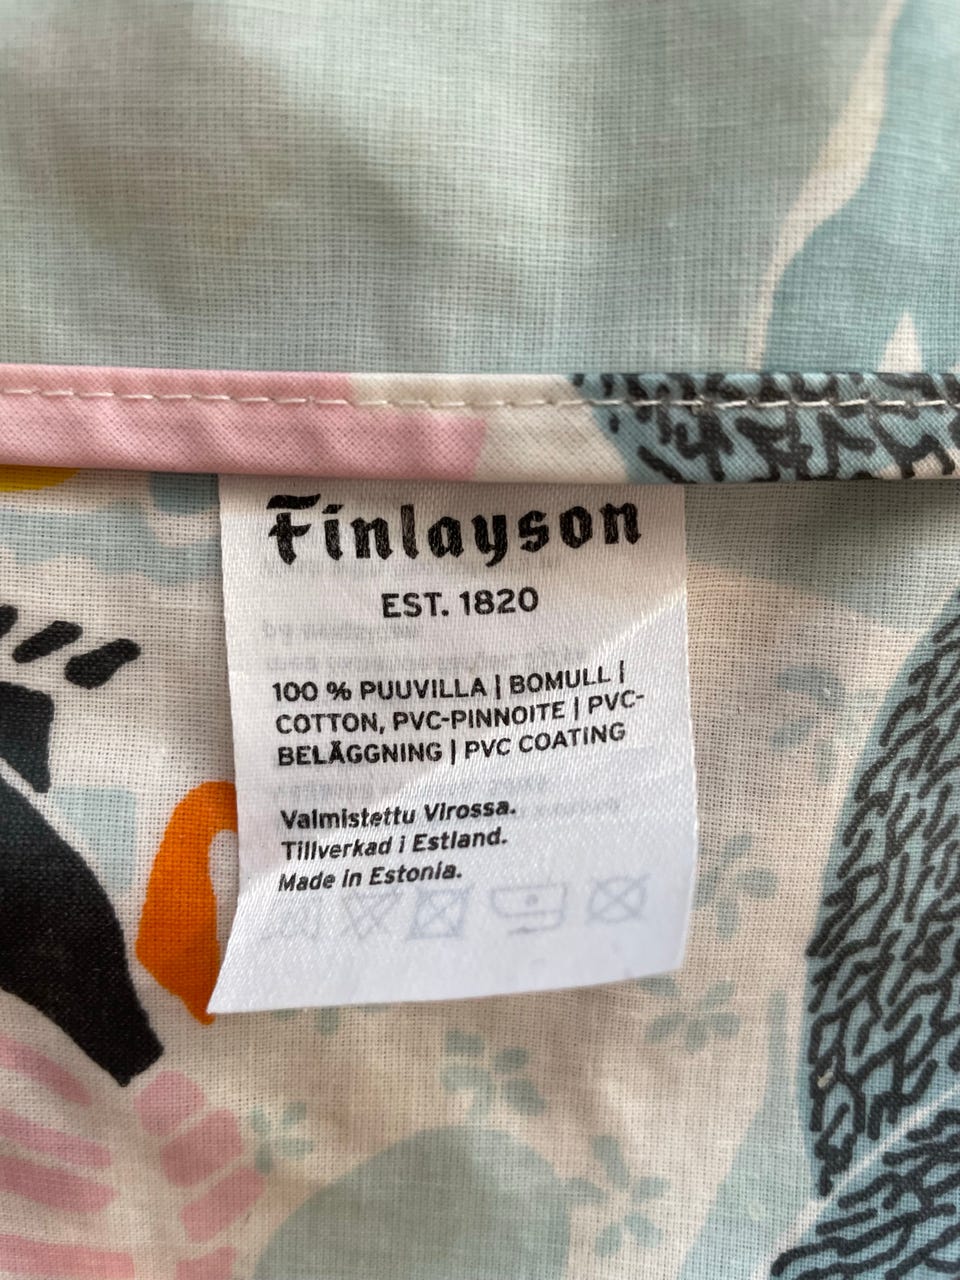 Finlayson
EST. 1820
100 % PUUVILLA | BOMULL |
COTTON, PVC-PINNOITE | PVC-
BELÄGGNING | PVC COATING
Valmistettu Virossa.
Tillverkad i Estland.
Made in Estonia.